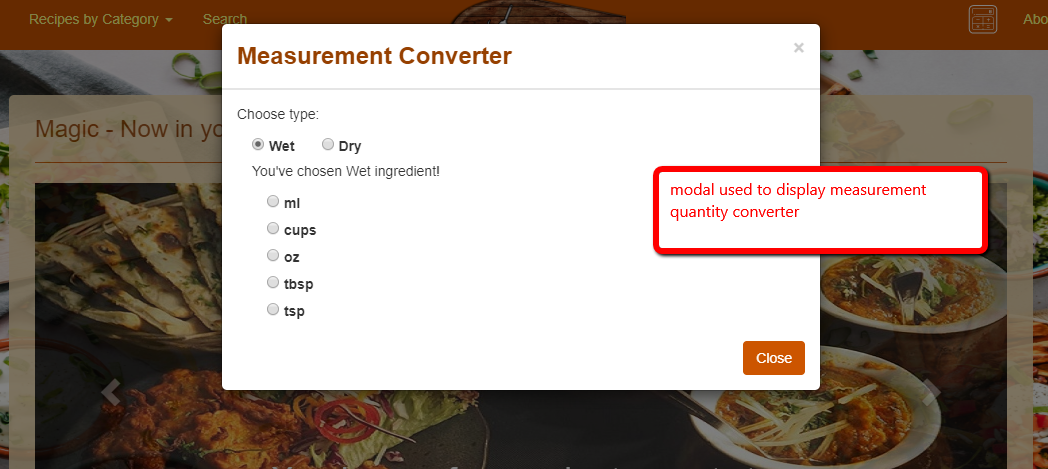 Recipes by Category
Search
Abo
Measurement Converter
×
Magic - Now in yo
Choose type:
Wet
Dry
You've chosen Wet ingredient!
ml
cups
oz
tbsp
tsp
modal used to display measurement
quantity converter
Close